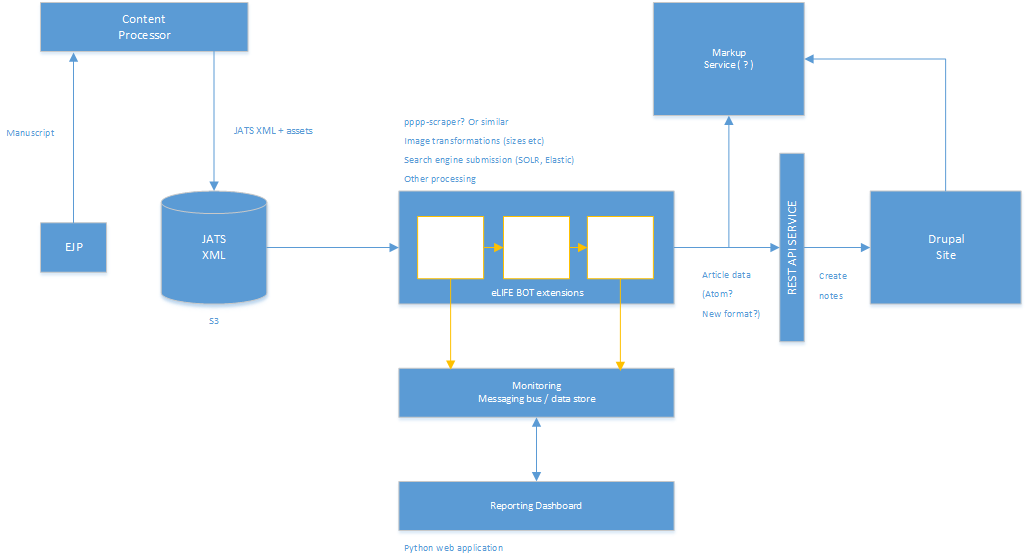 Content
Processor
Markup
Service ( ? )
Manuscript
JATS XML + assets
pppp-scraper? Or similar
Image transformations (sizes etc)
Search engine submission (SOLR, Elastic)
Other processing
EJP
JATS
XML
S3
eLIFE BOT extensions
Article data
(Atom?
New format?)
REST API SERVICE
Create
notes
Drupal
Site
Monitoring
Messaging bus / data store
Reporting Dashboard
Python web application